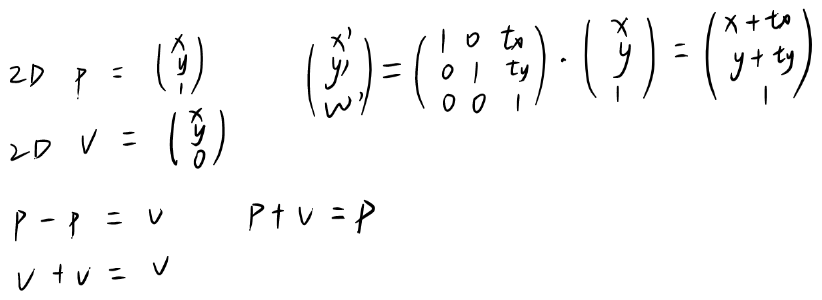 2D p = (x y 1)
(x' y' w') = (1 0 tx 0 1 ty 0 0 1) · (x y 1) = (x+tx y+ty 1)
2D v = (x y 0)
p - p = v
p + v = p
v + v = v